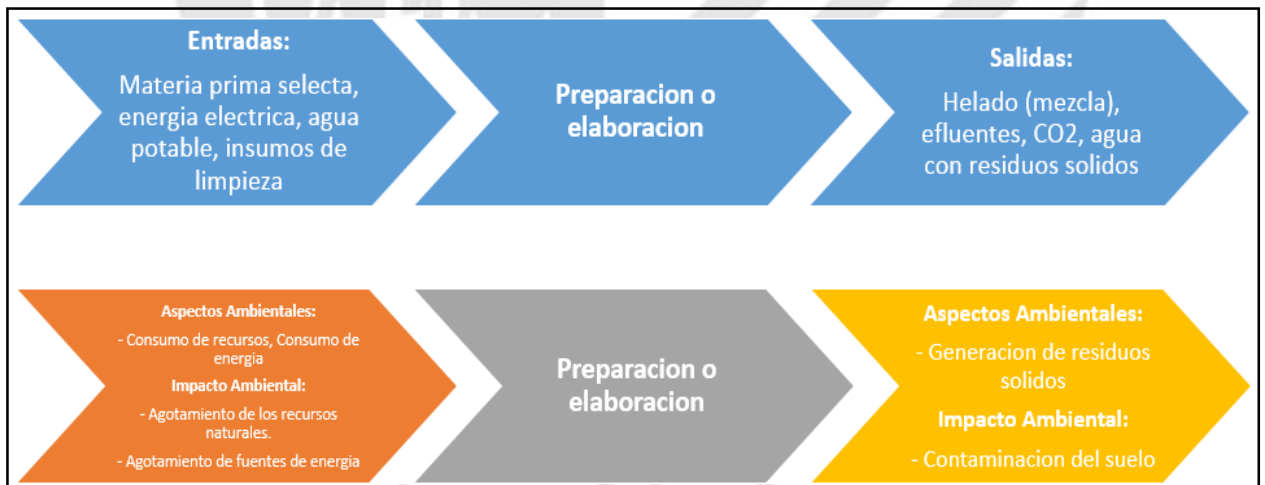 Entradas:
Materia prima selecta,
energia electrica, agua
potable, insumos de
limpieza
Preparacion o
elaboracion
Salidas:
Helado (mezcla),
efluentes, CO2, agua
con residuos solidos
Aspectos Ambientales:
- Consumo de recursos, Consumo de
energia
Impacto Ambiental:
- Agotamiento de los recursos
naturales.
- Agotamiento de fuentes de energia
Preparacion o
elaboracion
Aspectos Ambientales:
- Generacion de residuos
solidos
Impacto Ambiental:
- Contaminacion del suelo